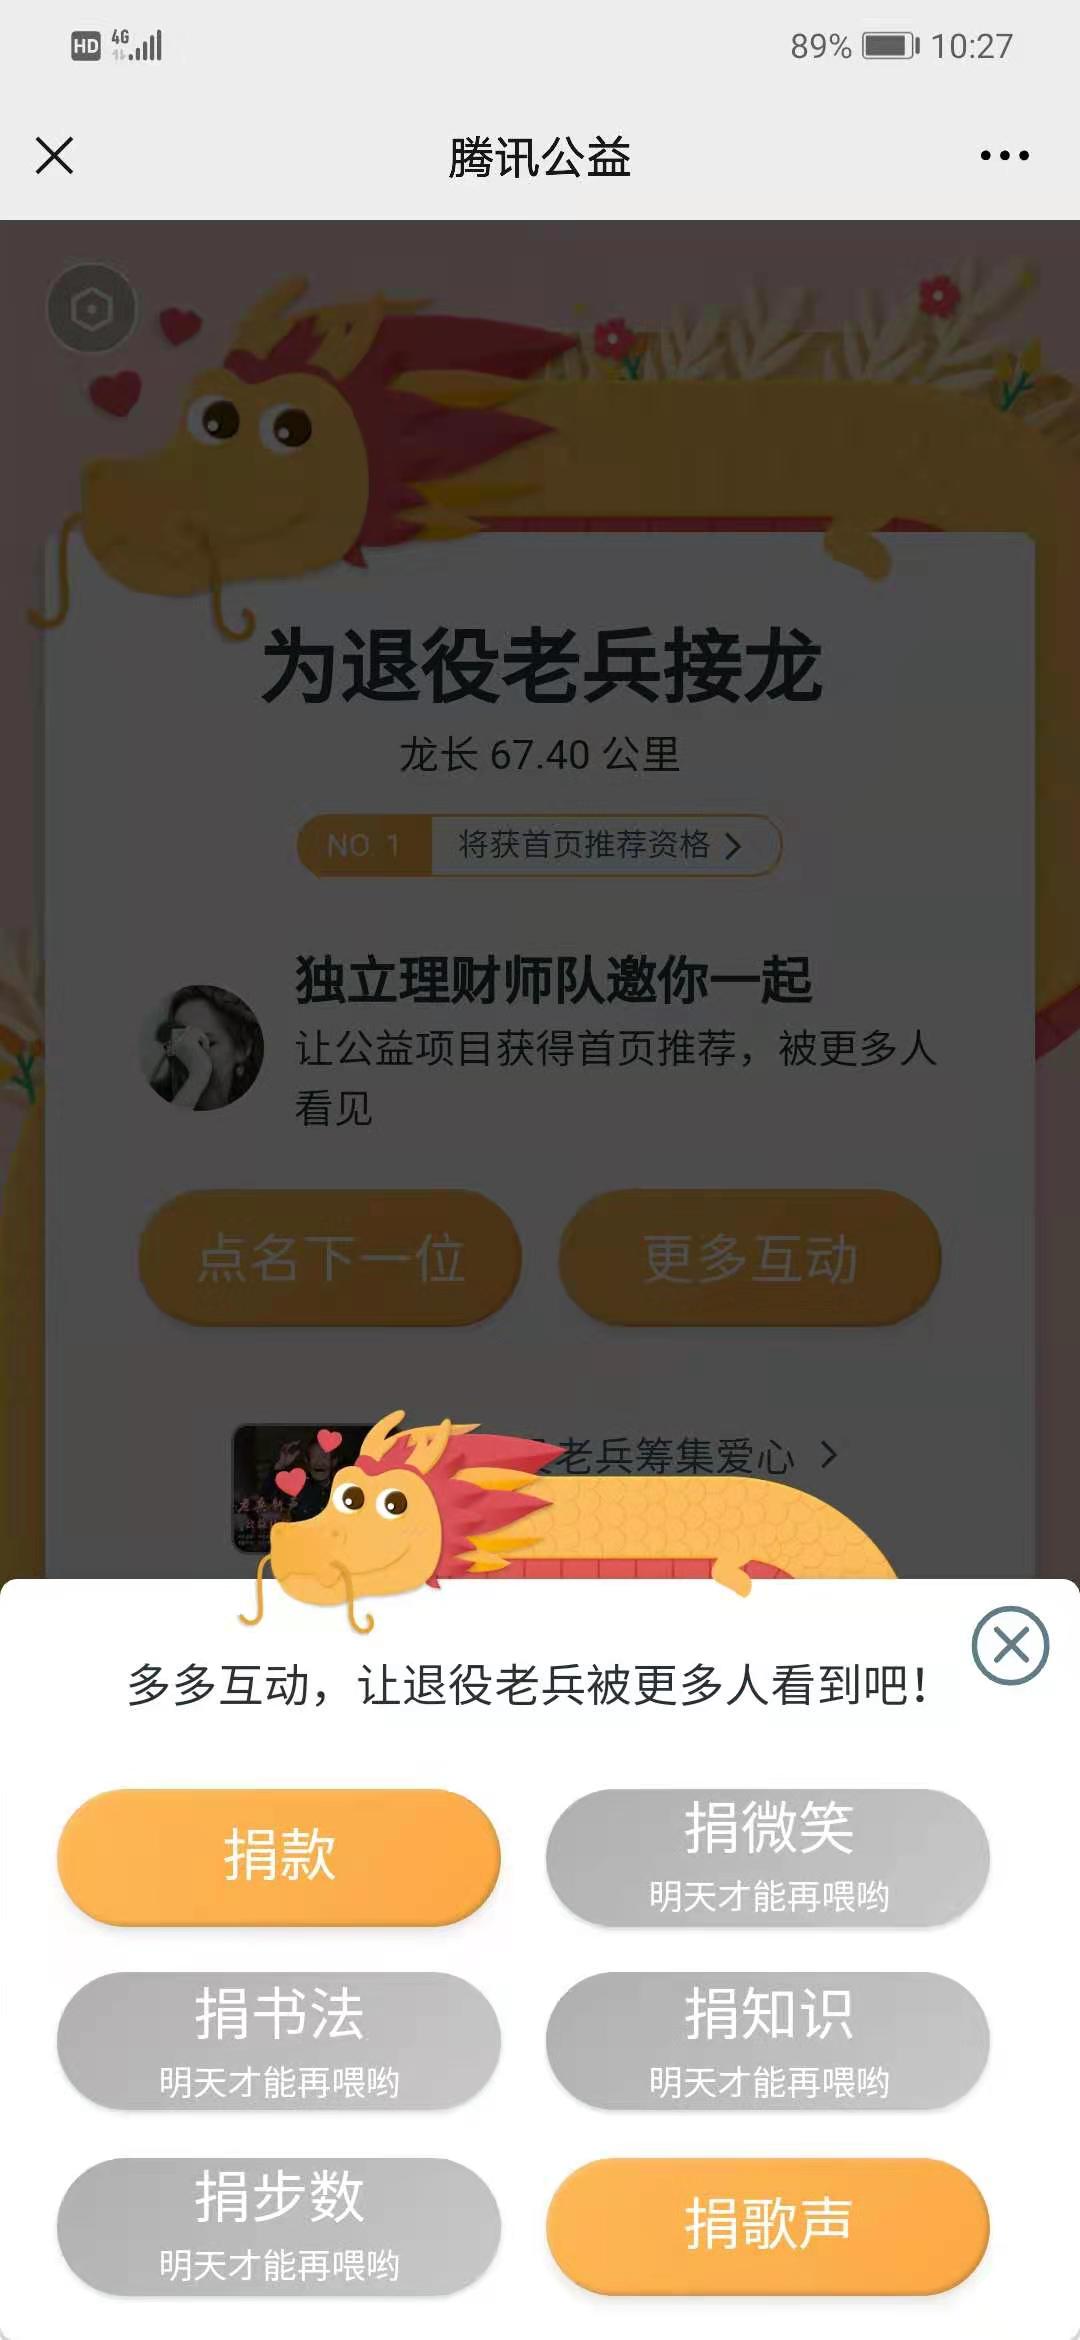 HD 4G 89% 10:27
腾讯公益
为退役老兵接龙
龙长 67.40 公里
NO. 1 将获首页推荐资格
独立理财师队邀你一起
让公益项目获得首页推荐，被更多人
看见
点名下一位 更多互动
老兵筹集爱心
多多互动，让退役老兵被更多人看到吧！
捐款 捐微笑
明天才能再喂哟
捐书法 捐知识
明天才能再喂哟 明天才能再喂哟
捐步数 捐歌声
明天才能再喂哟